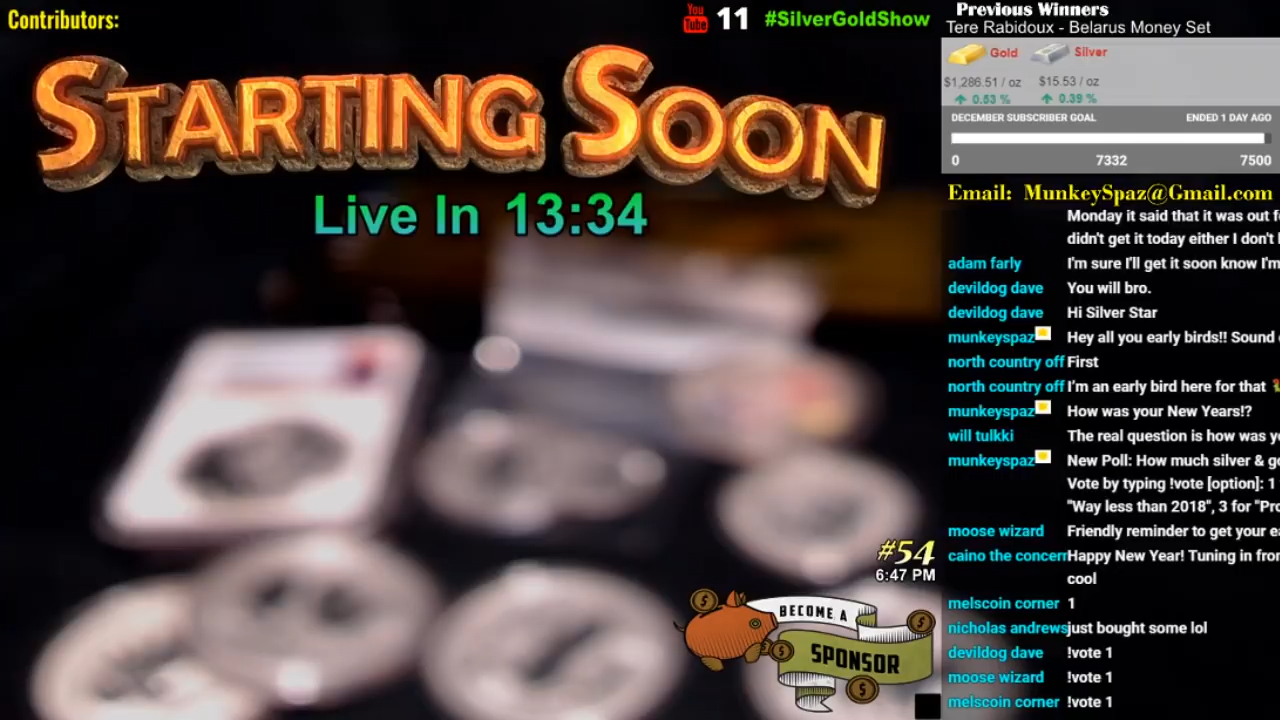 Contributors:
You Tube 11 #SilverGoldShow
Previous Winners
Tere Rabidoux - Belarus Money Set
Gold Silver
$1,286.51 / oz $15.53 / oz
0.53 % 0.39 %
DECEMBER SUBSCRIBER GOAL ENDED 1 DAY AGO
0 7332 7500
Email: MunkeySpaz@Gmail.com
STARTING SOON
Live In 13:34
Monday it said that it was out
didn't get it today either I don't
adam farly I'm sure I'll get it soon know I'm
devildog dave You will bro.
devildog dave Hi Silver Star
munkeyspaz Hey all you early birds!! Sound
north country off First
north country off I'm an early bird here for that
munkeyspaz How was your New Years!?
will tulkki The real question is how was
munkeyspaz New Poll: How much silver &
Vote by typing !vote [option]: 1
"Way less than 2018", 3 for
moose wizard Friendly reminder to get your
caino the concern Happy New Year! Tuning in
cool
melscoin corner 1
nicholas andrews just bought some lol
devildog dave !vote 1
moose wizard !vote 1
melscoin corner !vote 1
#54
6:47 PM
BECOME A
SPONSOR